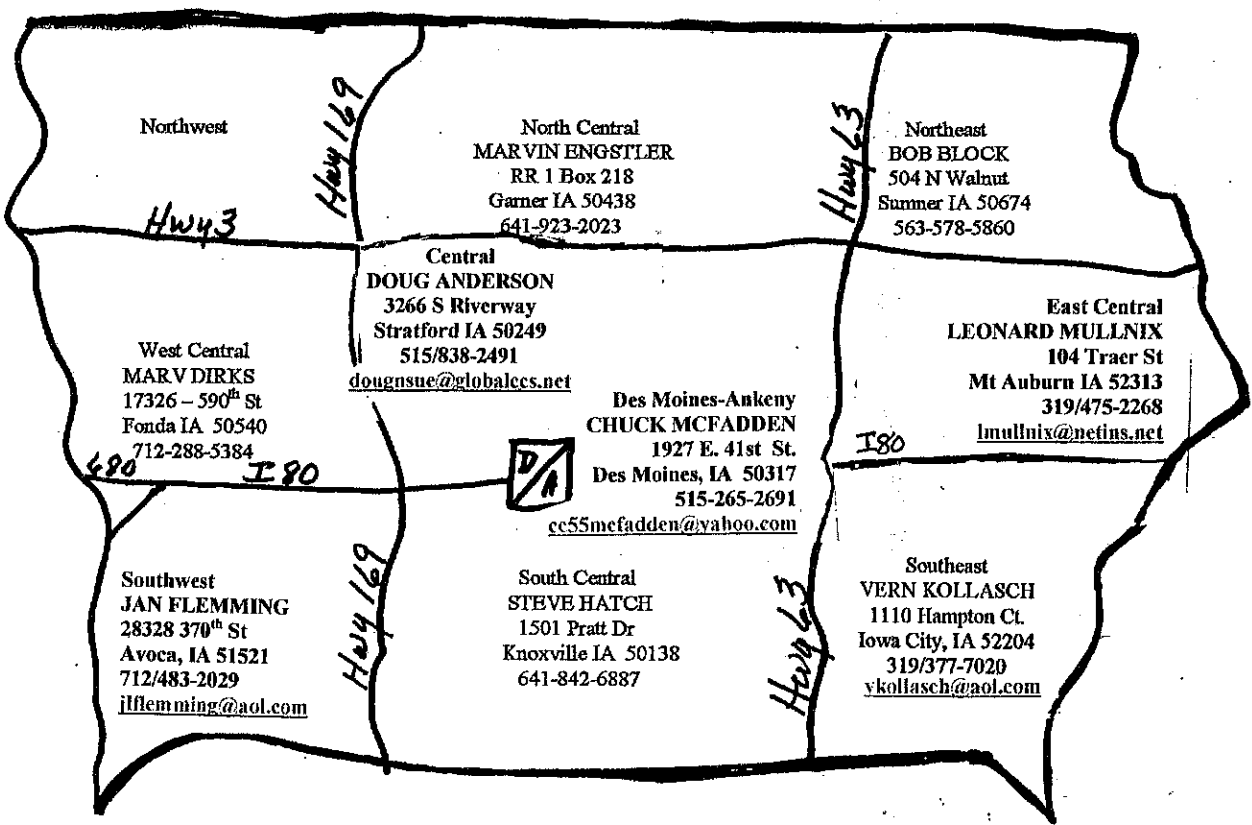 Northwest
Hwy 169
North Central
MARVIN ENGSTLER
RR 1 Box 218
Garner IA 50438
641-923-2023
Hwy 63
Northeast
BOB BLOCK
504 N Walnut
Sumner IA 50674
563-578-5860
Hwy 3
Central
DOUG ANDERSON
3266 S Riverway
Stratford IA 50249
515/838-2491
dougnsue@globalccs.net
East Central
LEONARD MULLNIX
104 Traer St
Mt Auburn IA 52313
319/475-2268
lmullnix@netins.net
West Central
MARV DIRKS
17326 – 590th St
Fonda IA 50540
712-288-5384
Des Moines-Ankeny
CHUCK MCFADDEN
1927 E. 41st St.
Des Moines, IA 50317
515-265-2691
cc55mcfadden@yahoo.com
680
I80
D/A
I80
Southwest
JAN FLEMMING
28328 370th St
Avoca, IA 51521
712/483-2029
jlflemming@aol.com
Hwy 169
South Central
STEVE HATCH
1501 Pratt Dr
Knoxville IA 50138
641-842-6887
Hwy 63
Southeast
VERN KOLLASCH
1110 Hampton Ct.
Iowa City, IA 52204
319/377-7020
vkollasch@aol.com